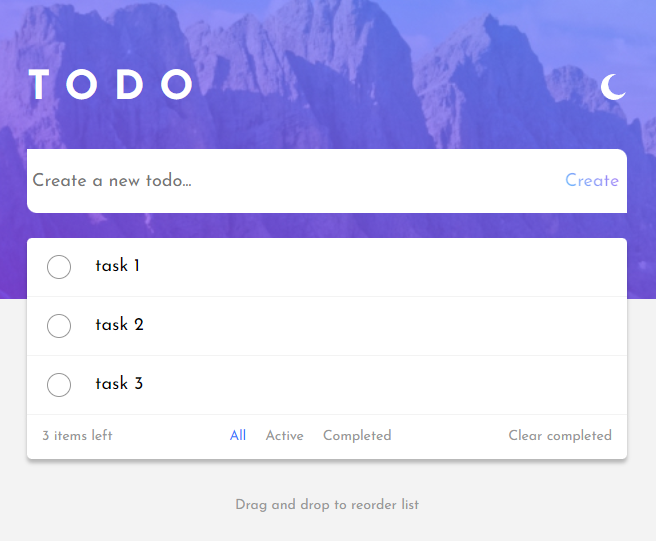 TODO
Create a new todo... Create
task 1
task 2
task 3
3 items left All Active Completed Clear completed
Drag and drop to reorder list